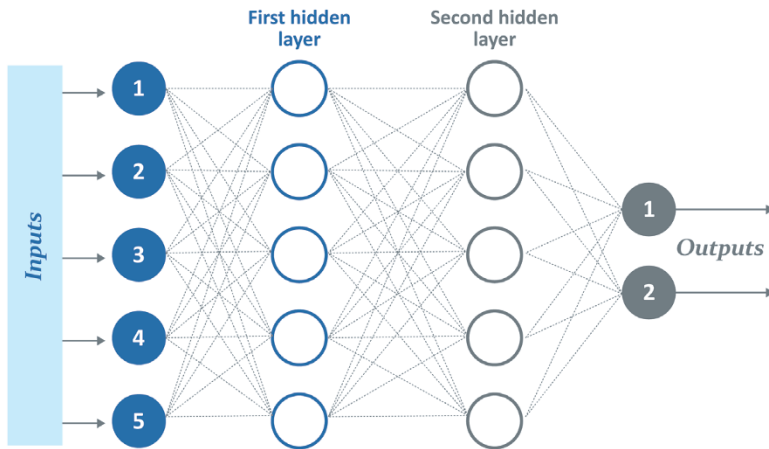 First hidden
layer
Second hidden
layer
Inputs
1
2
3
4
5
1
2
Outputs